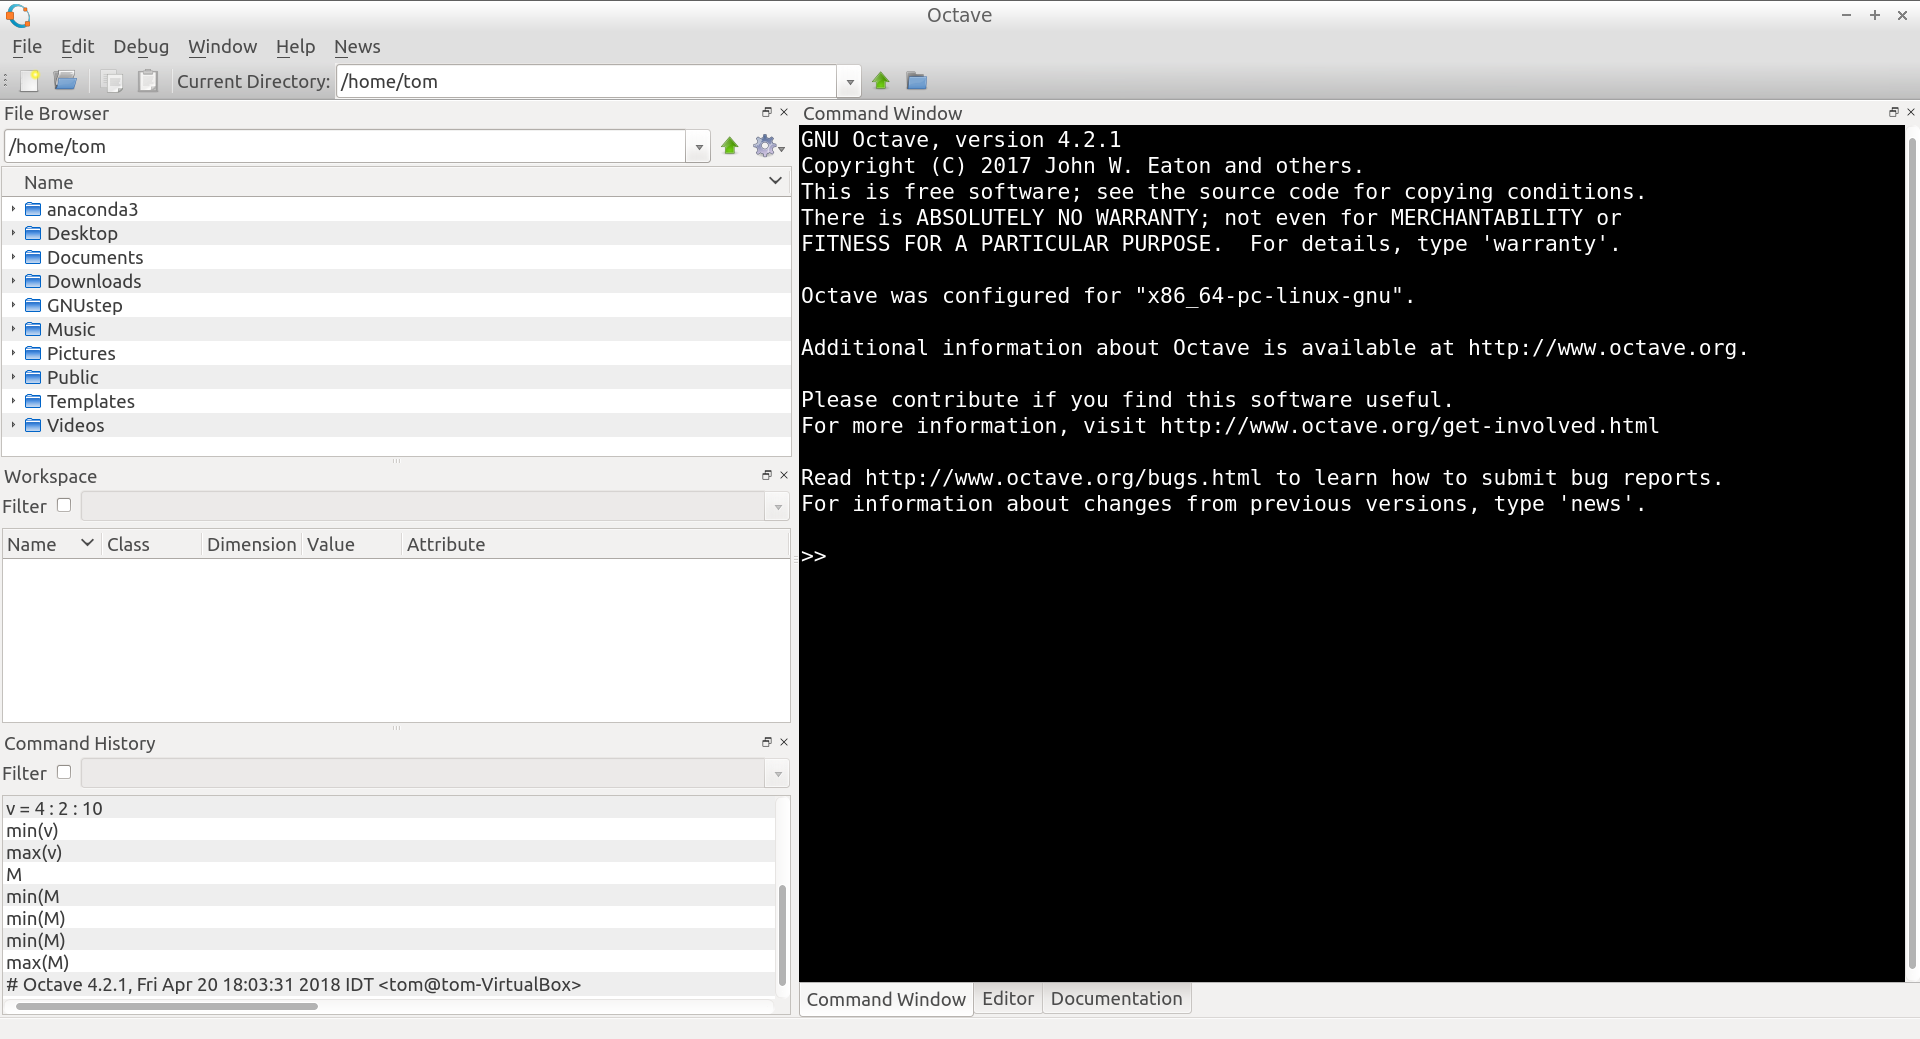 Octave
File Edit Debug Window Help News
Current Directory: /home/tom
File Browser
/home/tom
Name
anaconda3
Desktop
Documents
Downloads
GNUstep
Music
Pictures
Public
Templates
Videos
Workspace
Filter
Name Class Dimension Value Attribute
Command History
Filter
v = 4 : 2 : 10
min(v)
max(v)
M
min(M
min(M)
min(M)
max(M)
# Octave 4.2.1, Fri Apr 20 18:03:31 2018 IDT <tom@tom-VirtualBox>
Command Window
GNU Octave, version 4.2.1
Copyright (C) 2017 John W. Eaton and others.
This is free software; see the source code for copying conditions.
There is ABSOLUTELY NO WARRANTY; not even for MERCHANTABILITY or
FITNESS FOR A PARTICULAR PURPOSE.  For details, type 'warranty'.
Octave was configured for "x86_64-pc-linux-gnu".
Additional information about Octave is available at http://www.octave.org.
Please contribute if you find this software useful.
For more information, visit http://www.octave.org/get-involved.html
Read http://www.octave.org/bugs.html to learn how to submit bug reports.
For information about changes from previous versions, type 'news'.
>>
Command Window Editor Documentation